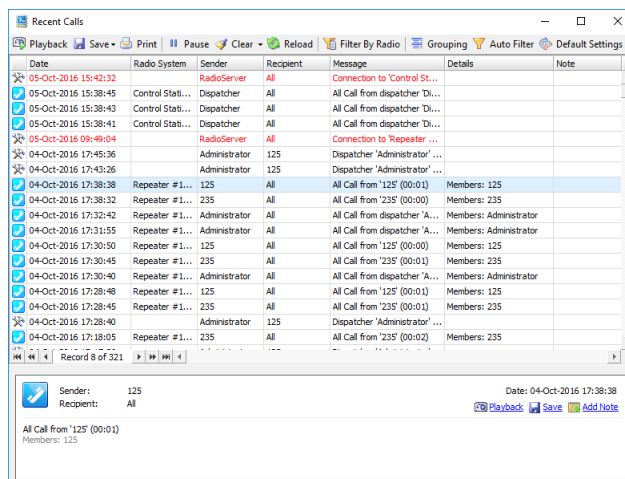 Recent Calls
Playback Save Print Pause Clear Reload Filter By Radio Grouping Auto Filter Default Settings
Date Radio System Sender Recipient Message Details Note
05-Oct-2016 15:42:32 RadioServer All Connection to 'Control St...
05-Oct-2016 15:38:45 Control Stati... Dispatcher All All Call from dispatcher 'Di...
05-Oct-2016 15:38:43 Control Stati... Dispatcher All All Call from dispatcher 'Di...
05-Oct-2016 15:38:41 Control Stati... Dispatcher All All Call from dispatcher 'Di...
05-Oct-2016 09:49:04 RadioServer All Connection to 'Repeater ...
04-Oct-2016 17:45:36 Administrator 125 Dispatcher 'Administrator' ...
04-Oct-2016 17:43:26 Administrator 125 Dispatcher 'Administrator' ...
04-Oct-2016 17:38:38 Repeater #1... 125 All All Call from '125' (00:01) Members: 125
04-Oct-2016 17:38:32 Repeater #1... 235 All All Call from '235' (00:00) Members: 235
04-Oct-2016 17:32:42 Repeater #1... Administrator All All Call from dispatcher 'A... Members: Administrator
04-Oct-2016 17:31:55 Repeater #1... Administrator All All Call from dispatcher 'A... Members: Administrator
04-Oct-2016 17:30:50 Repeater #1... 125 All All Call from '125' (00:00) Members: 125
04-Oct-2016 17:30:45 Repeater #1... 235 All All Call from '235' (00:01) Members: 235
04-Oct-2016 17:30:40 Repeater #1... Administrator All All Call from dispatcher 'A... Members: Administrator
04-Oct-2016 17:28:48 Repeater #1... 125 All All Call from '125' (00:01) Members: 125
04-Oct-2016 17:28:45 Repeater #1... 235 All All Call from '235' (00:01) Members: 235
04-Oct-2016 17:28:40 Administrator 125 Dispatcher 'Administrator' ...
04-Oct-2016 17:18:05 Repeater #1... 235 All All Call from '235' (00:02) Members: 235
Record 8 of 321
Sender: 125 Date: 04-Oct-2016 17:38:38
Recipient: All Playback Save Add Note
All Call from '125' (00:01)
Members: 125